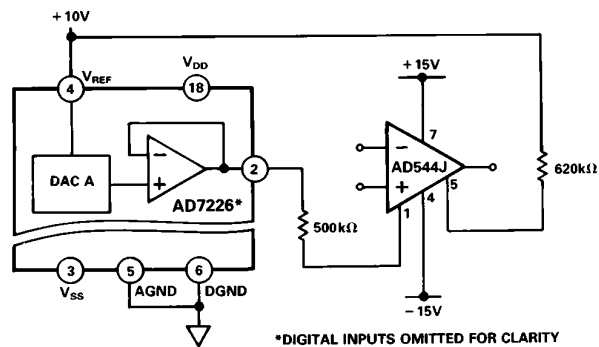 +10V
4
V_REF
V_DD
18
+15V
7
DAC A
−
+
2
AD7226*
−
+
AD544J
5
1
4
620kΩ
500kΩ
3
V_SS
5
AGND
6
DGND
−15V
*DIGITAL INPUTS OMITTED FOR CLARITY